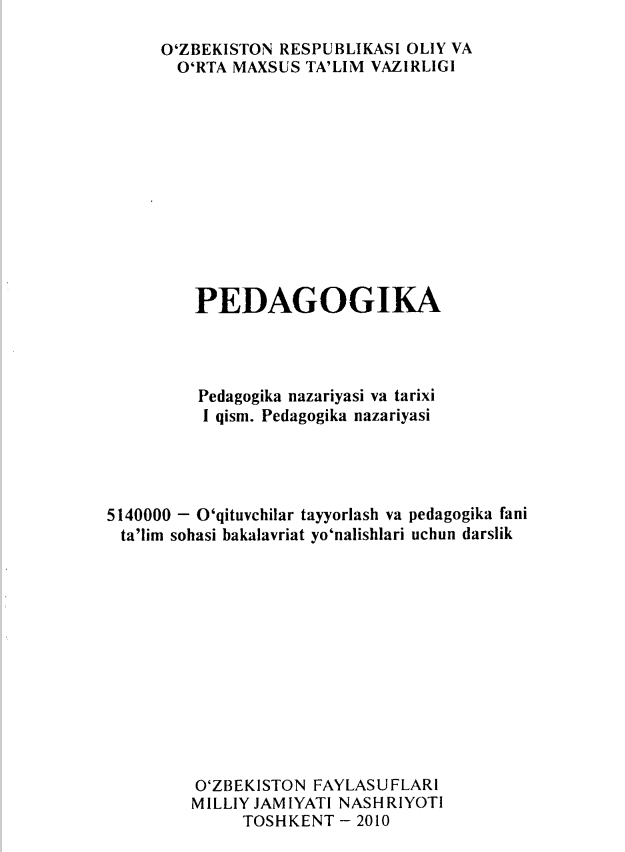 O‘ZBEKISTON RESPUBLIKASI OLIY VA
O‘RTA MAXSUS TA’LIM VAZIRLIGI
PEDAGOGIKA
Pedagogika nazariyasi va tarixi
I qism. Pedagogika nazariyasi
5140000 – O‘qituvchilar tayyorlash va pedagogika fani
ta’lim sohasi bakalavriat yo‘nalishlari uchun darslik
O‘ZBEKISTON FAYLASUFLARI
MILLIY JAMIYATI NASHRIYOTI
TOSHKENT – 2010